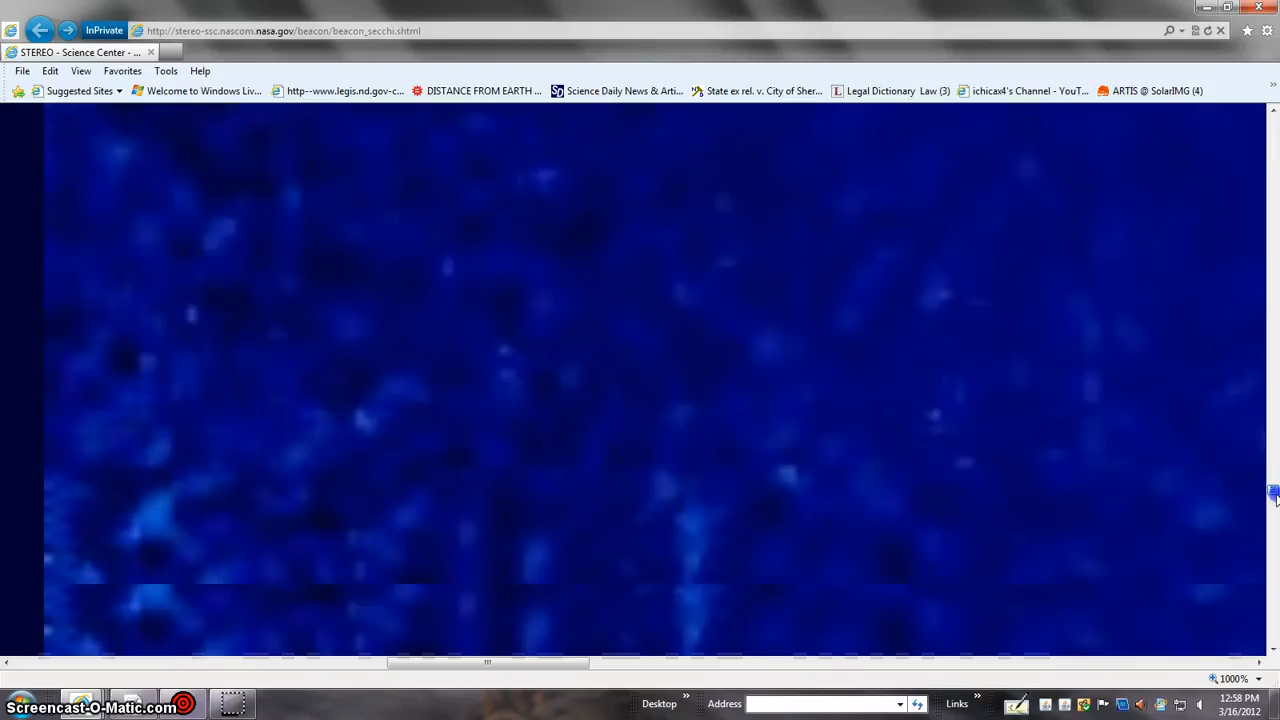 InPrivate http://stereo-ssc.nascom.nasa.gov/beacon/beacon_secchi.shtml
STEREO - Science Center - ...
File Edit View Favorites Tools Help
Suggested Sites Welcome to Windows Liv... http--www.legis.nd.gov-c... DISTANCE FROM EARTH ... Science Daily News & Arti... State ex rel. v. City of Sher... Legal Dictionary Law (3) ichicax4's Channel - YouT... ARTIS @ SolarIMG (4)
1000%
Desktop Address Links 12:58 PM
Screencast-O-Matic.com 3/16/2012